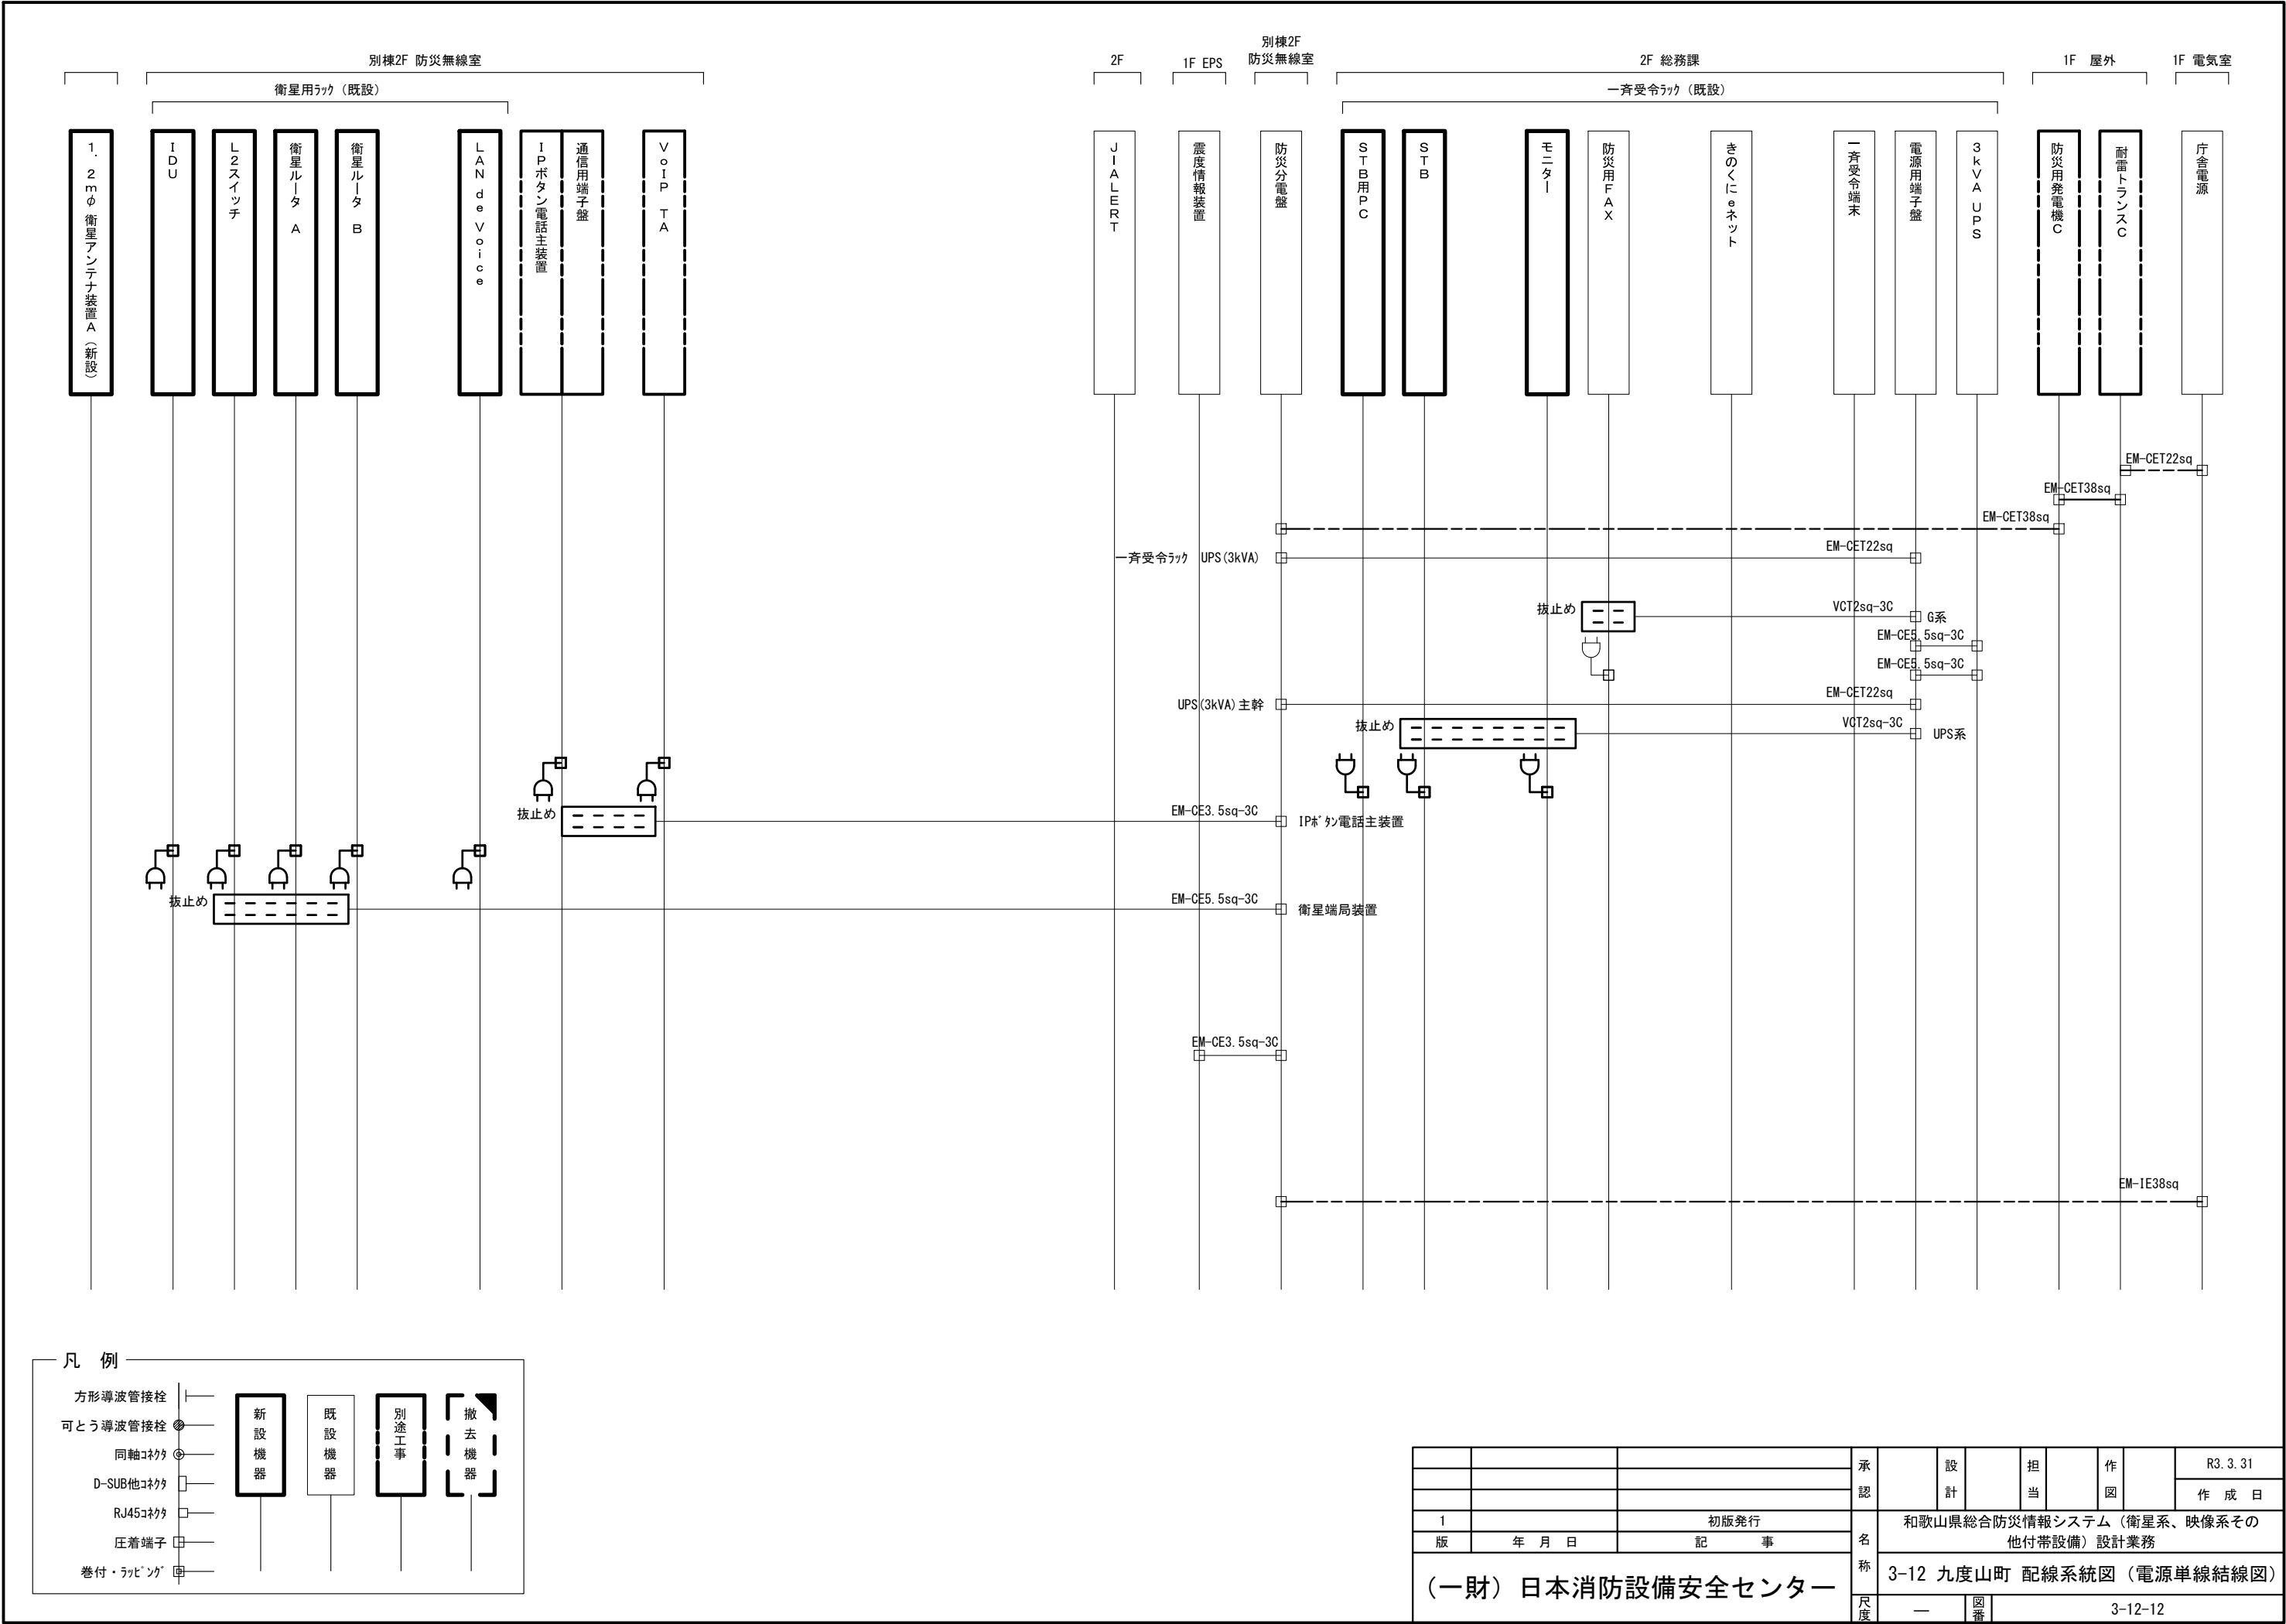 別棟2F 防災無線室
衛星用ﾗｯｸ（既設）
2F
1F EPS
別棟2F
防災無線室
2F 総務課
一斉受令ﾗｯｸ（既設）
1F 屋外
1F 電気室
１．２ｍφ 衛星アンテナ装置Ａ（新設）
ＩＤＵ
Ｌ２スイッチ
衛星ルータ Ａ
衛星ルータ Ｂ
ＬＡＮ ｄｅ Ｖｏｉｃｅ
ＩＰボタン電話主装置
通信用端子盤
ＶｏＩＰ ＴＡ
Ｊ－ＡＬＥＲＴ
震度情報装置
防災分電盤
ＳＴＢ用ＰＣ
ＳＴＢ
モニター
防災用ＦＡＸ
きのくにｅネット
一斉受令端末
電源用端子盤
３ｋＶＡ ＵＰＳ
防災用発電機Ｃ
耐雷トランスＣ
庁舎電源
EM-CET22sq
EM-CET38sq
EM-CET38sq
一斉受令ﾗｯｸ UPS(3kVA)
EM-CET22sq
抜止め
VCT2sq-3C
G系
EM-CE5.5sq-3C
EM-CE5.5sq-3C
UPS(3kVA)主幹
EM-CET22sq
抜止め
VCT2sq-3C
UPS系
抜止め
EM-CE3.5sq-3C
IPﾎﾞﾀﾝ電話主装置
抜止め
EM-CE5.5sq-3C
衛星端局装置
EM-CE3.5sq-3C
EM-IE38sq
凡 例
方形導波管接栓
可とう導波管接栓
同軸ｺﾈｸﾀ
D-SUB他ｺﾈｸﾀ
RJ45ｺﾈｸﾀ
圧着端子
巻付・ﾗｯﾋﾟﾝｸﾞ
新設機器
既設機器
別途工事
撤去機器
承認
設計
担当
作図
R3.3.31
作 成 日
1
初版発行
版
年 月 日
記 事
名称
和歌山県総合防災情報システム（衛星系、映像系その
他付帯設備）設計業務
3-12 九度山町 配線系統図（電源単線結線図）
（一財）日本消防設備安全センター
尺度
―
図番
3-12-12